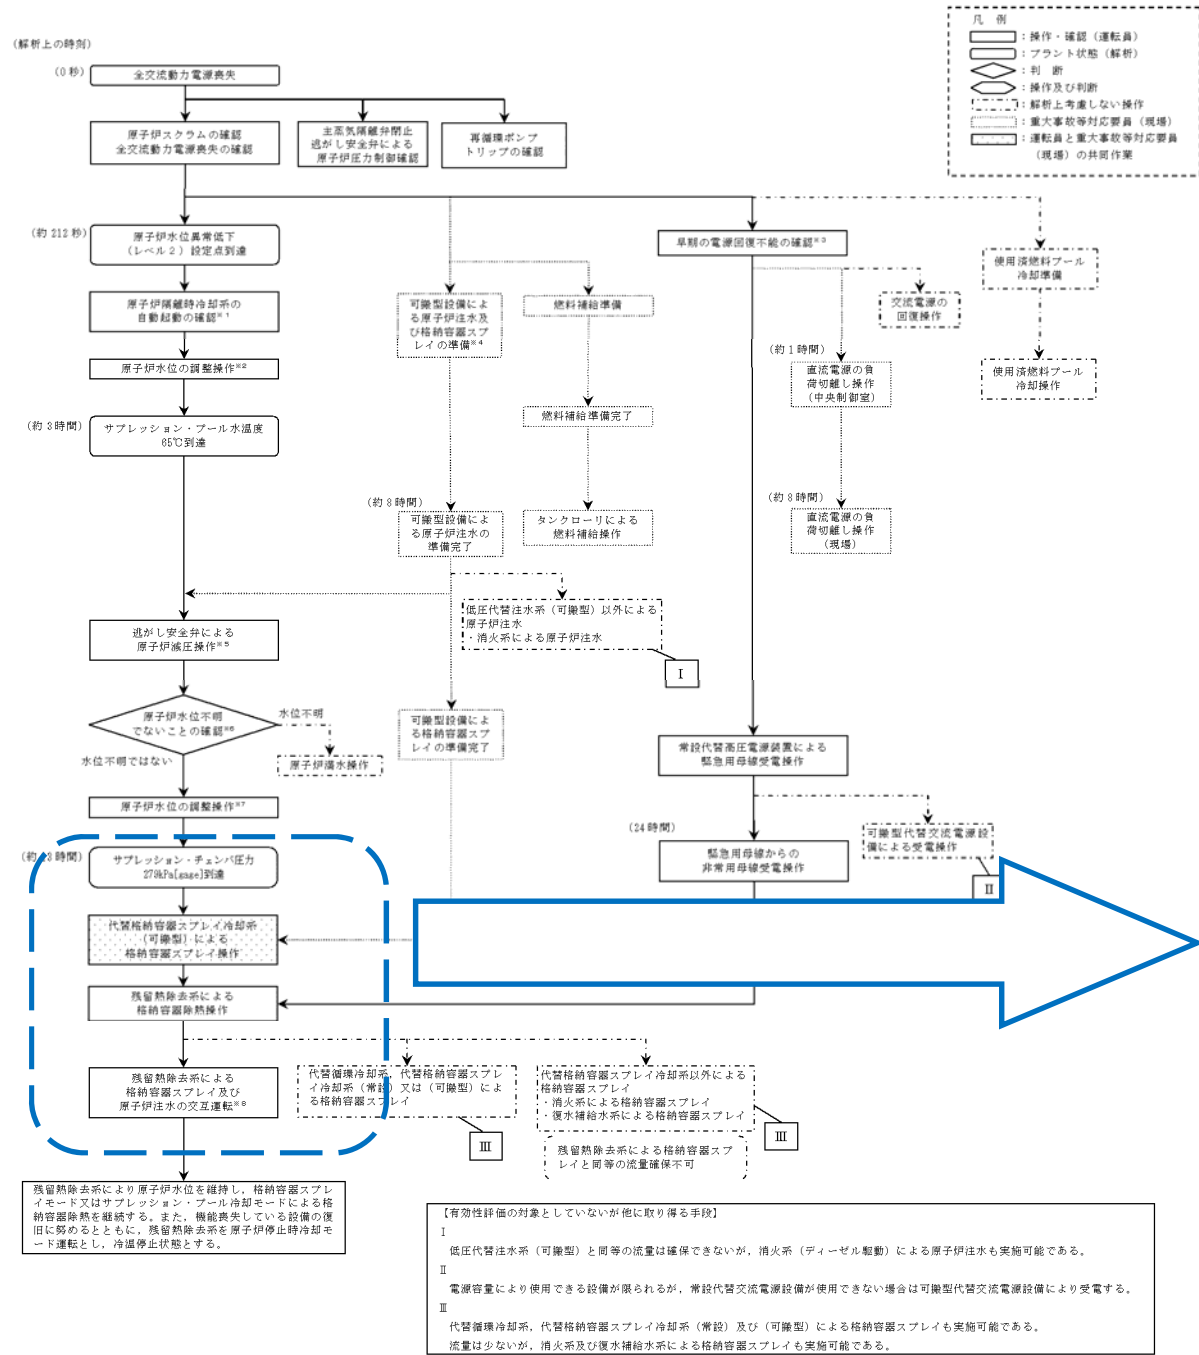 凡　例
：操作・確認（運転員）
：プラント状態（解析）
：判　断
：操作及び判断
：解析上考慮しない操作
：重大事故等対応要員（現場）
：運転員と重大事故等対応要員
（現場）の共同作業
（解析上の時刻）
（0秒）
全交流動力電源喪失
原子炉スクラムの確認
全交流動力電源喪失の確認
主蒸気隔離弁閉止
逃がし安全弁による
原子炉圧力制御確認
再循環ポンプ
トリップの確認
（約212秒）
原子炉水位異常低下
（レベル２）設定点到達
早期の電源回復不能の確認※3
使用済燃料プール
冷却準備
原子炉隔離時冷却系の
自動起動の確認※1
可搬型設備によ
る原子炉注水及
び格納容器スプ
レイの準備※4
燃料補給準備
交流電源の
回復操作
原子炉水位の調整操作※2
（約1時間）
直流電源の負
荷切離し操作
（中央制御室）
使用済燃料プール
冷却操作
（約3時間）
サプレッション・プール水温度
65℃到達
燃料補給準備完了
（約8時間）
可搬型設備によ
る原子炉注水の
準備完了
タンクローリによる
燃料補給操作
（約8時間）
直流電源の負
荷切離し操作
（現場）
低圧代替注水系（可搬型）以外による
原子炉注水
・消火系による原子炉注水
Ⅰ
逃がし安全弁による
原子炉減圧操作※5
原子炉水位不明
でないことの確認※6
水位不明
水位不明ではない
原子炉満水操作
可搬型設備によ
る格納容器スプ
レイの準備完了
常設代替高圧電源装置による
緊急用母線受電操作
原子炉水位の調整操作※7
（24時間）
緊急用母線からの
非常用母線受電操作
可搬型代替交流電源設
備による受電操作
Ⅱ
（約13時間）
サプレッション・チェンバ圧力
279kPa[gage]到達
代替格納容器スプレイ冷却系
（可搬型）による
格納容器スプレイ操作
残留熱除去系による
格納容器除熱操作
残留熱除去系による
格納容器スプレイ及び
原子炉注水の交互運転※8
代替循環冷却系，代替格納容器スプレ
イ冷却系（常設）又は（可搬型）によ
る格納容器スプレイ
Ⅲ
代替格納容器スプレイ冷却系以外による
格納容器スプレイ
・消火系による格納容器スプレイ
・復水補給水系による格納容器スプレイ
Ⅲ
残留熱除去系による格納容器スプ
レイと同等の流量確保不可
残留熱除去系により原子炉水位を維持し，格納容器スプレ
イモード又はサプレッション・プール冷却モードによる格
納容器除熱を継続する。また，機能喪失している設備の復
旧に努めるとともに，残留熱除去系を原子炉停止時冷却モ
ード運転とし，冷温停止状態とする。
【有効性評価の対象としていないが他に取り得る手段】
Ⅰ
低圧代替注水系（可搬型）と同等の流量は確保できないが，消火系（ディーゼル駆動）による原子炉注水も実施可能である。
Ⅱ
電源容量により使用できる設備が限られるが，常設代替交流電源設備が使用できない場合は可搬型代替交流電源設備により受電する。
Ⅲ
代替循環冷却系，代替格納容器スプレイ冷却系（常設）及び（可搬型）による格納容器スプレイも実施可能である。
流量は少ないが，消火系及び復水補給水系による格納容器スプレイも実施可能である。